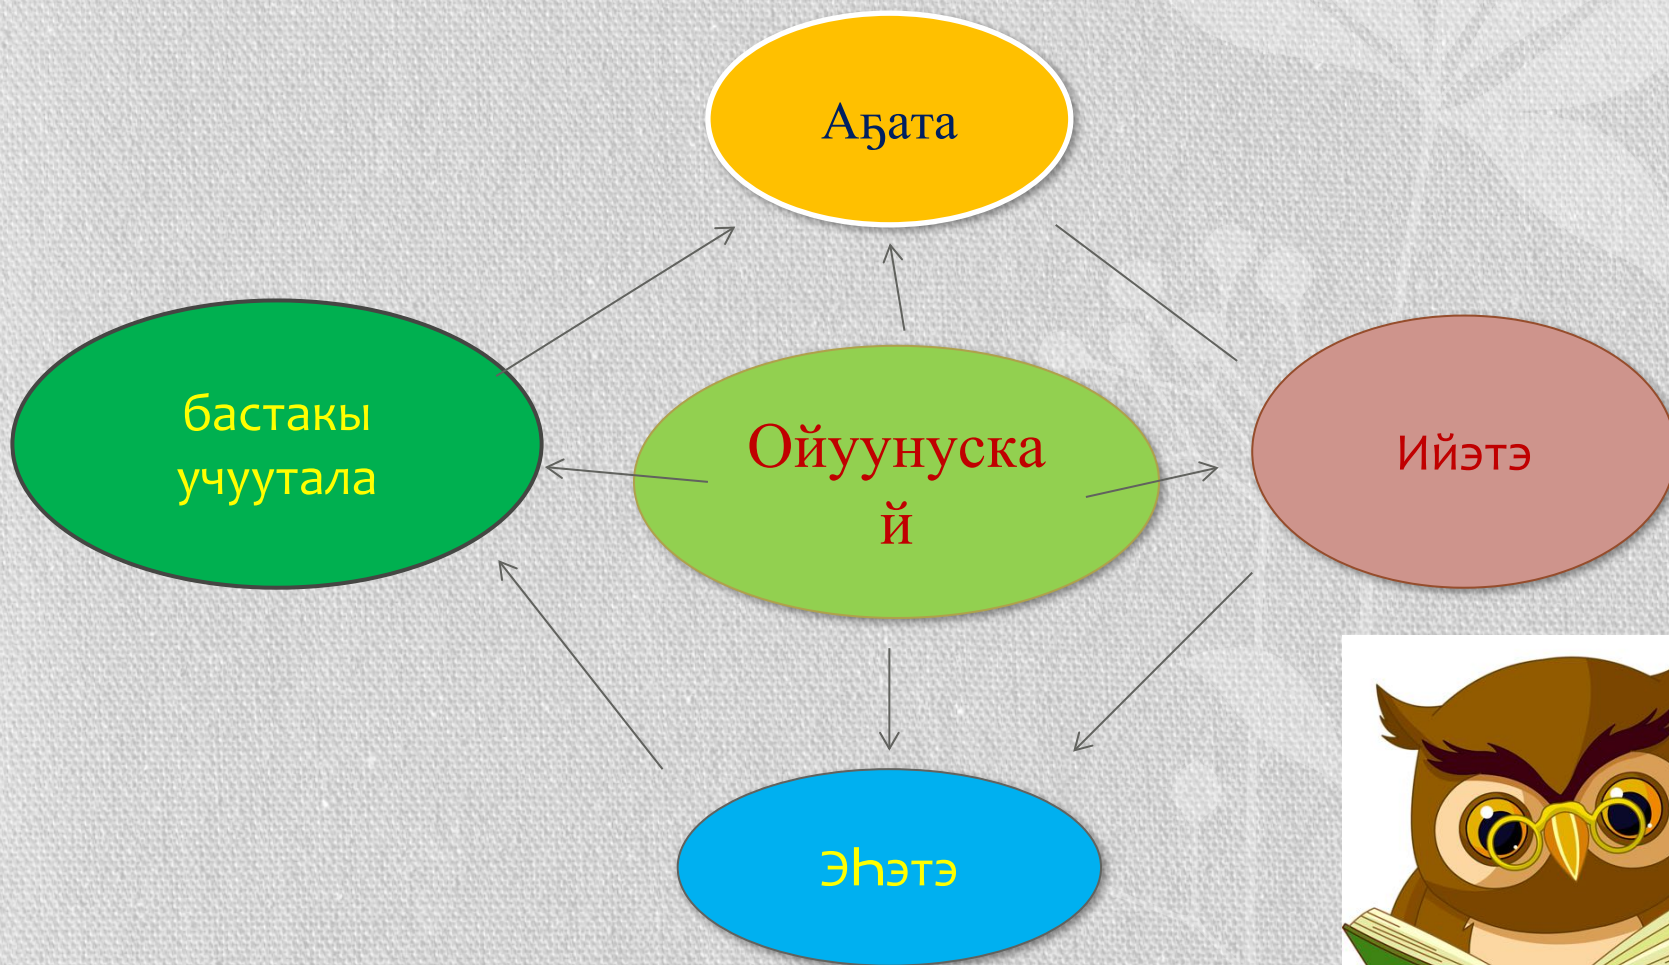 Аҕата
бастакы
учуутала
Ойуунуска
й
Ийэтэ
Эһэтэ